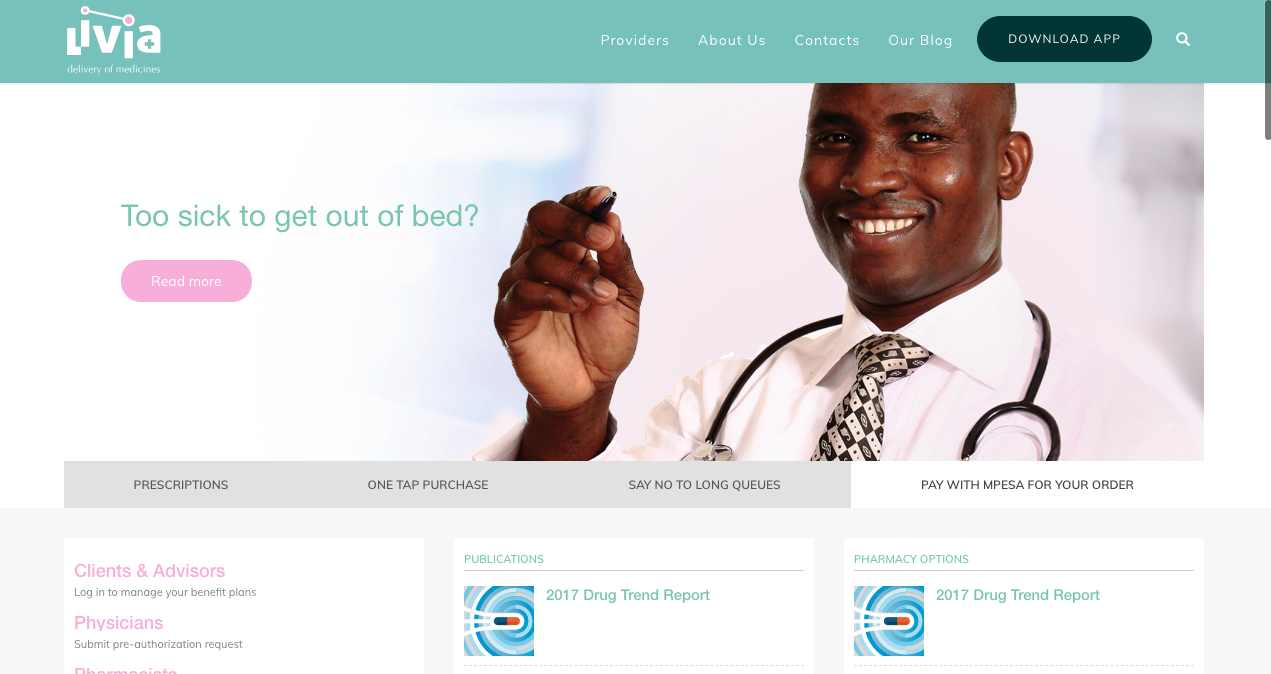 livia
delivery of medicines
Providers
About Us
Contacts
Our Blog
DOWNLOAD APP
Too sick to get out of bed?
Read more
PRESCRIPTIONS
ONE TAP PURCHASE
SAY NO TO LONG QUEUES
PAY WITH MPESA FOR YOUR ORDER
Clients & Advisors
Log in to manage your benefit plans
Physicians
Submit pre-authorization request
Pharmacists
PUBLICATIONS
2017 Drug Trend Report
PHARMACY OPTIONS
2017 Drug Trend Report